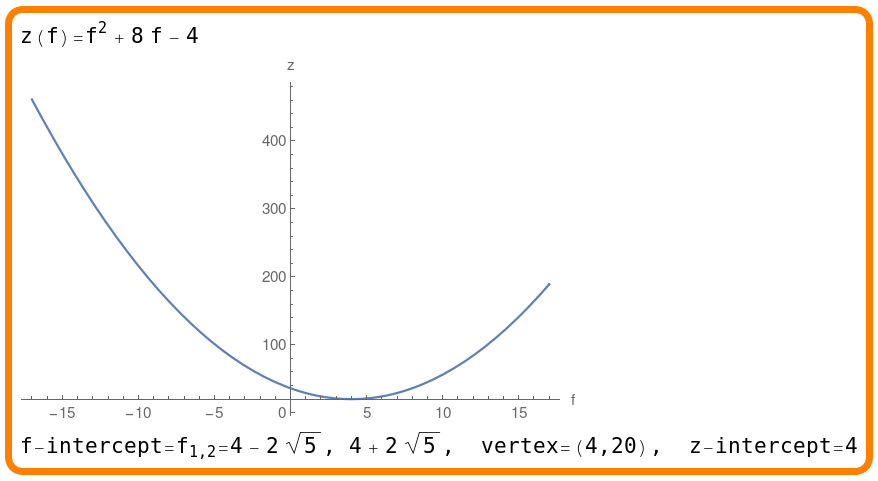 z(f)=f² + 8 f − 4
z
400
300
200
100
−15 −10 −5 0 5 10 15 f
f−intercept=f₁,₂=4 − 2 √5, 4 + 2 √5, vertex=(4,20), z−intercept=4